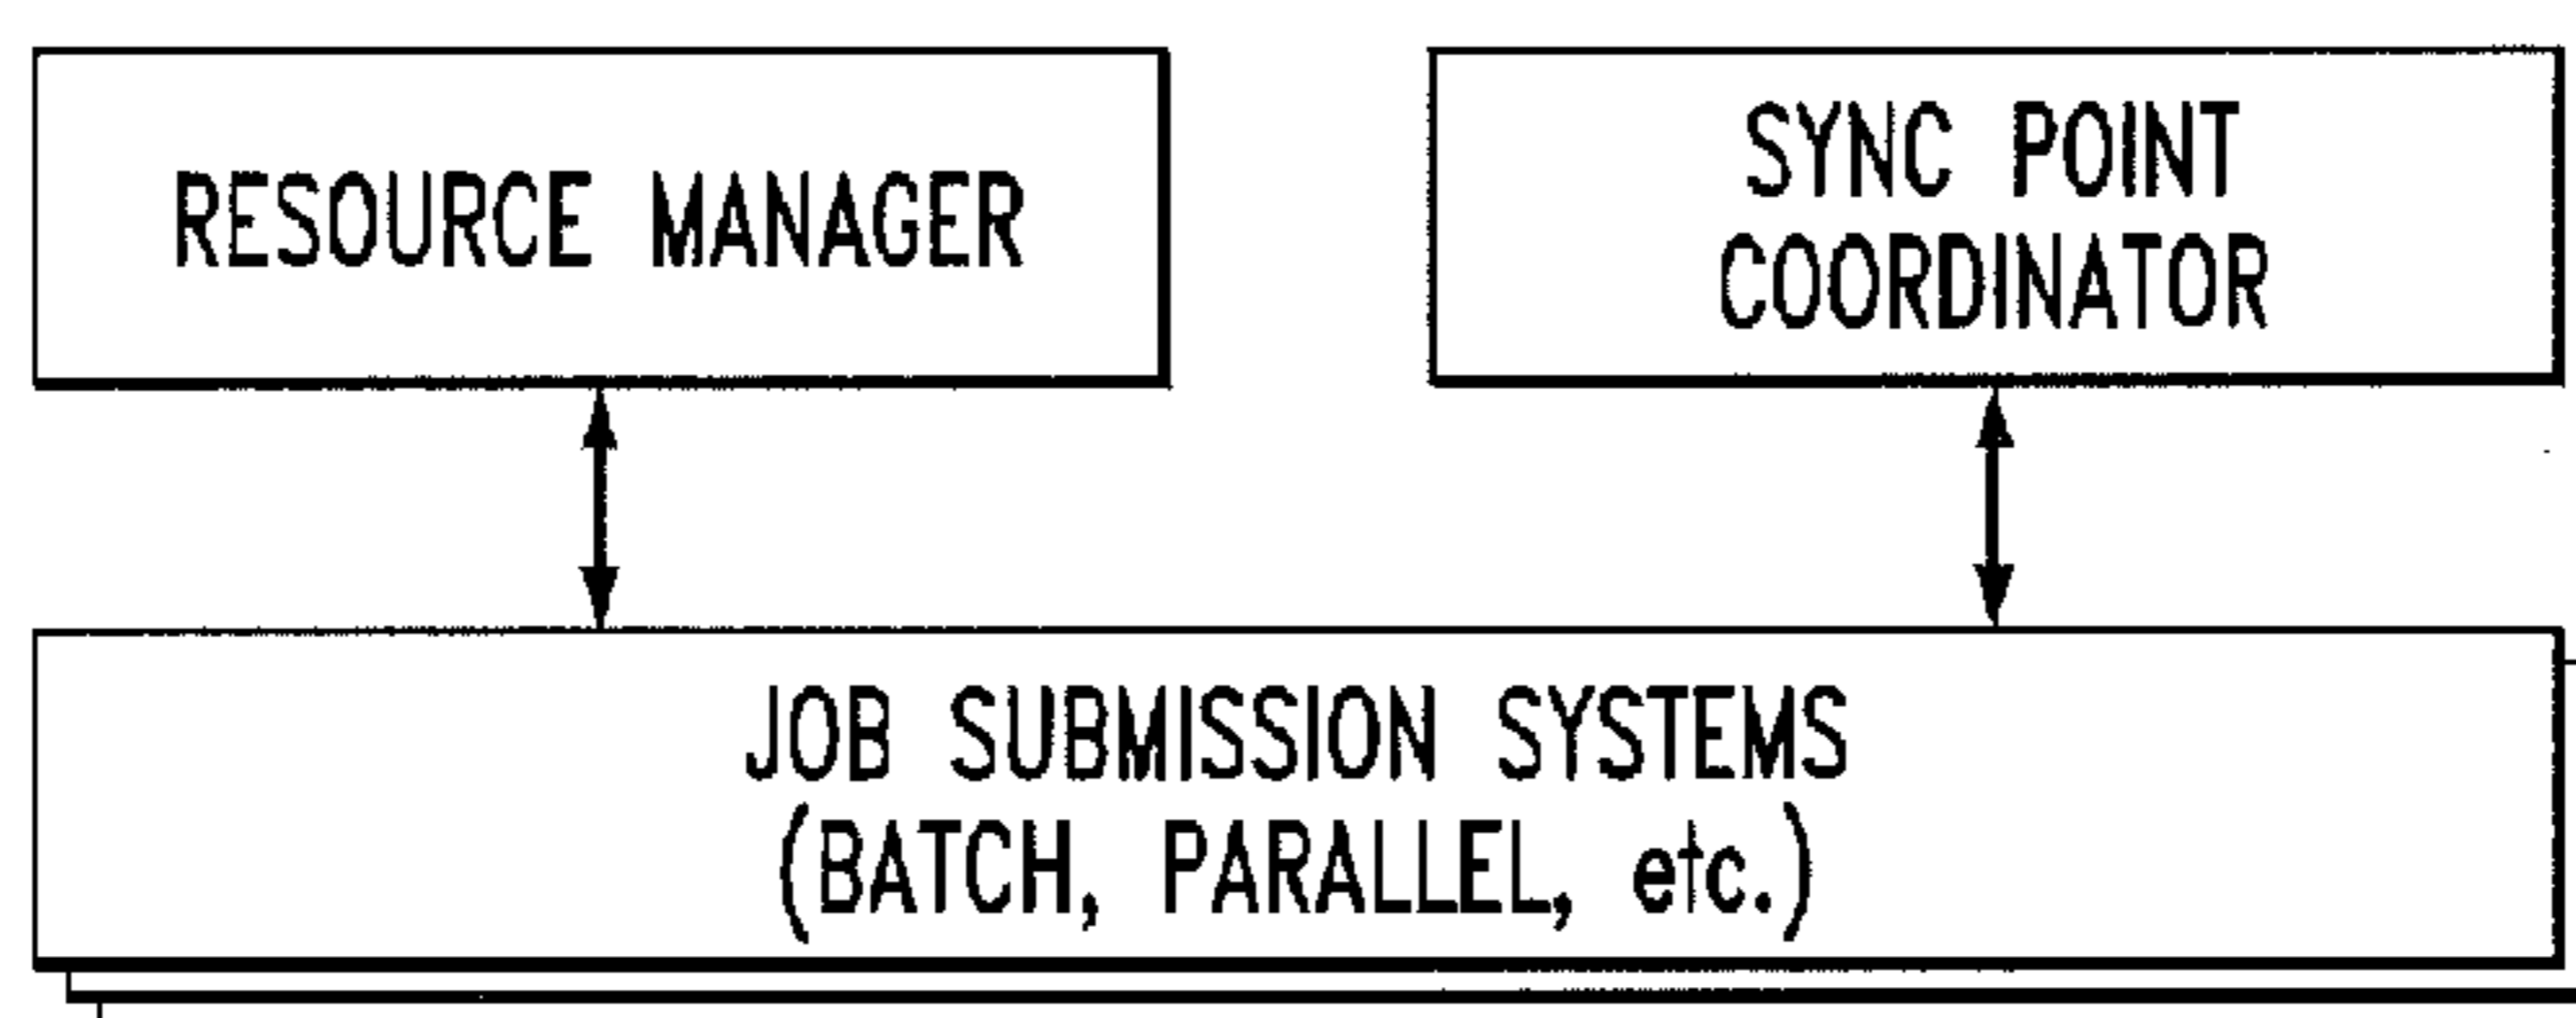 RESOURCE MANAGER
SYNC POINT
COORDINATOR
JOB SUBMISSION SYSTEMS
(BATCH, PARALLEL, etc.)